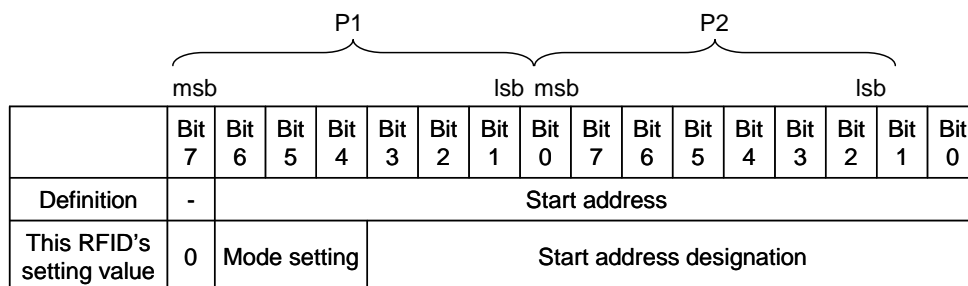 P1 P2
msb lsb msb lsb
Bit 7 Bit 6 Bit 5 Bit 4 Bit 3 Bit 2 Bit 1 Bit 0 Bit 7 Bit 6 Bit 5 Bit 4 Bit 3 Bit 2 Bit 1 Bit 0
Definition - Start address
This RFID's setting value 0 Mode setting Start address designation